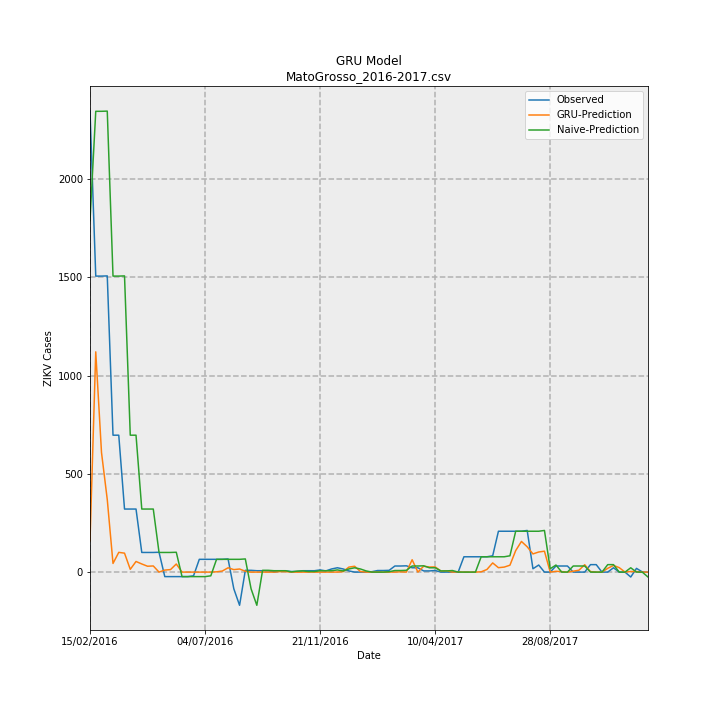 GRU Model
MatoGrosso_2016-2017.csv
Observed
GRU-Prediction
Naive-Prediction
ZIKV Cases
2000
1500
1000
500
0
15/02/2016
04/07/2016
21/11/2016
10/04/2017
28/08/2017
Date